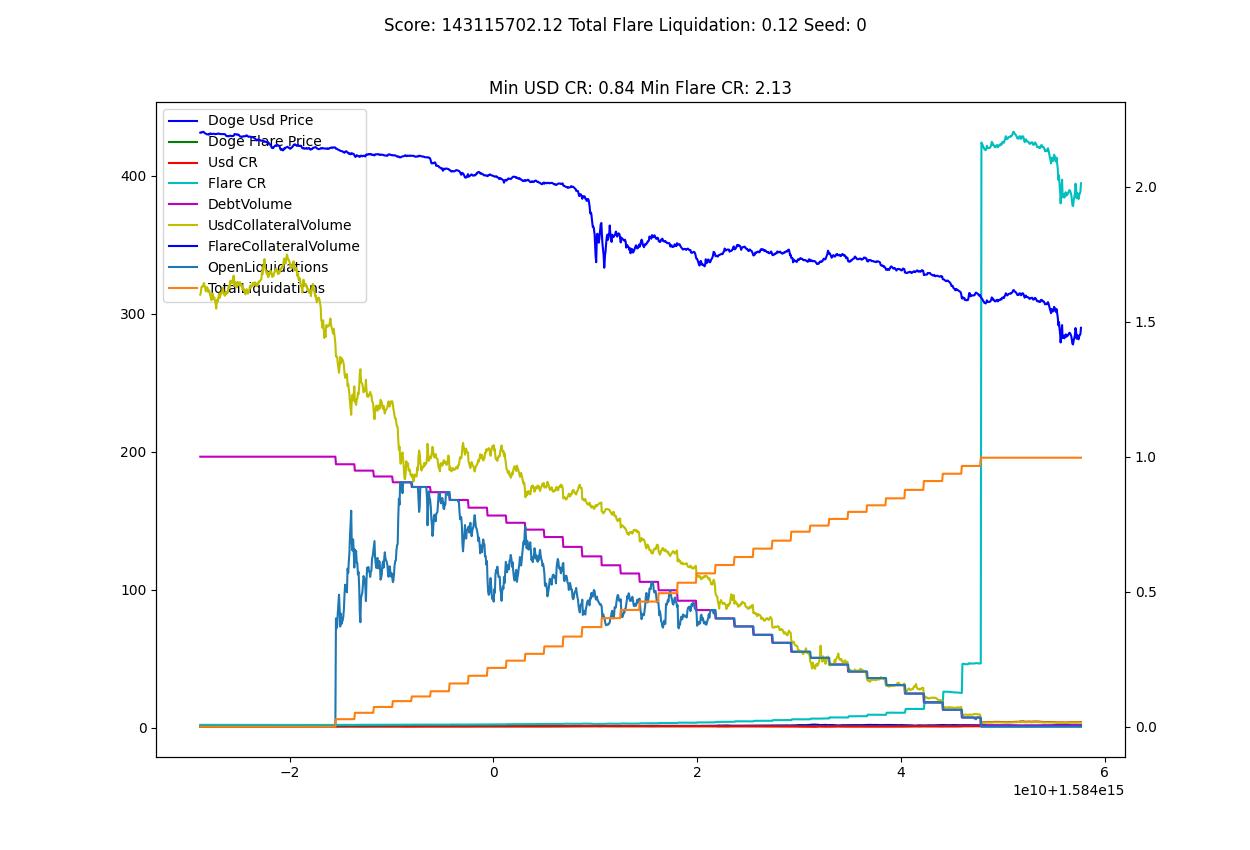 Score: 143115702.12 Total Flare Liquidation: 0.12 Seed: 0
Min USD CR: 0.84 Min Flare CR: 2.13
Doge Usd Price
Doge Flare Price
Usd CR
Flare CR
DebtVolume
UsdCollateralVolume
FlareCollateralVolume
OpenLiquidations
TotalLiquidations
400
300
200
100
0
2.0
1.5
1.0
0.5
0.0
−2
0
2
4
6
1e10+1.584e15